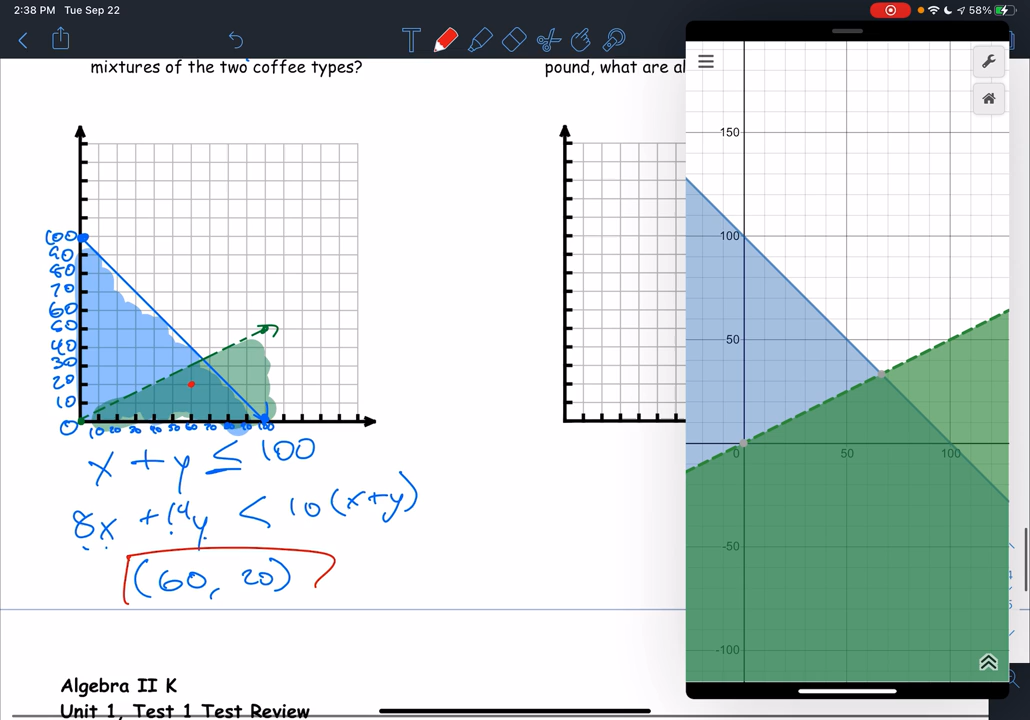 2:38 PM Tue Sep 22
58%
T
mixtures of the two coffee types?
pound, what are al
100
90
80
70
60
50
40
30
20
10
0
10 20 30 40 50 60 70 80 90 100
x + y ≤ 100
8x + 14y < 10(x+y)
(60, 20)
150
100
50
0
50
100
-50
-100
Algebra II K
Unit 1, Test 1 Test Review